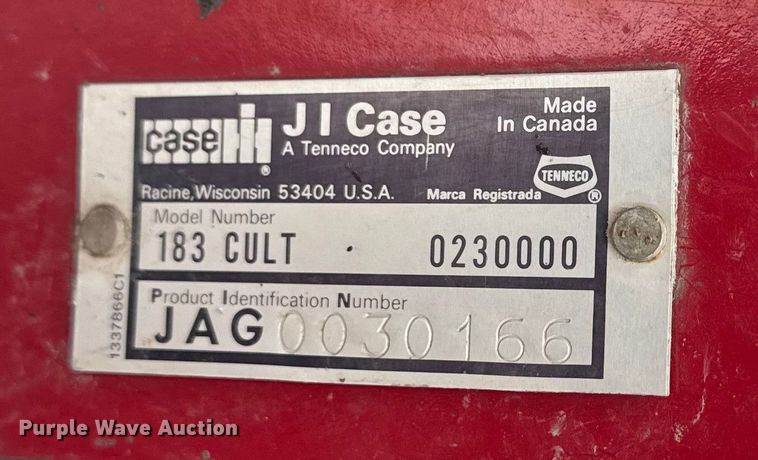 case IH ®
J I Case
A Tenneco Company
Made
In Canada
TENNECO ®
Racine, Wisconsin 53404 U.S.A. Marca Registrada
Model Number
183 CULT . 0230000
Product Identification Number
JAG0030166
1337866C1
Purple Wave Auction